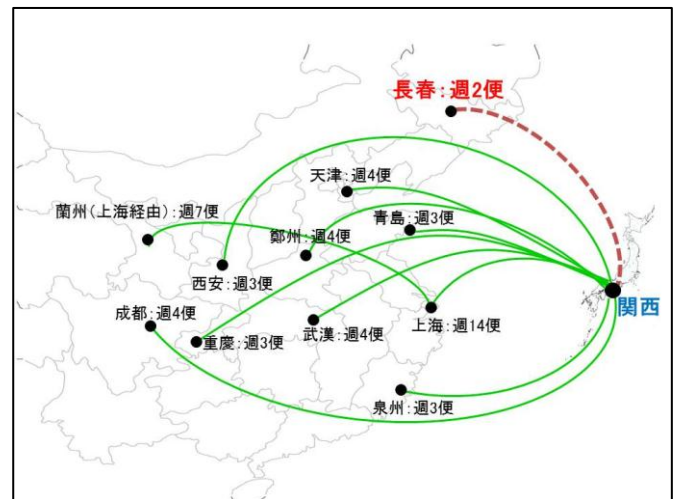 長春:週2便
天津:週4便
蘭州(上海経由):週7便
青島:週3便
鄭州:週4便
西安:週3便
成都:週4便
関西
重慶:週3便
武漢:週4便
上海:週14便
泉州:週3便